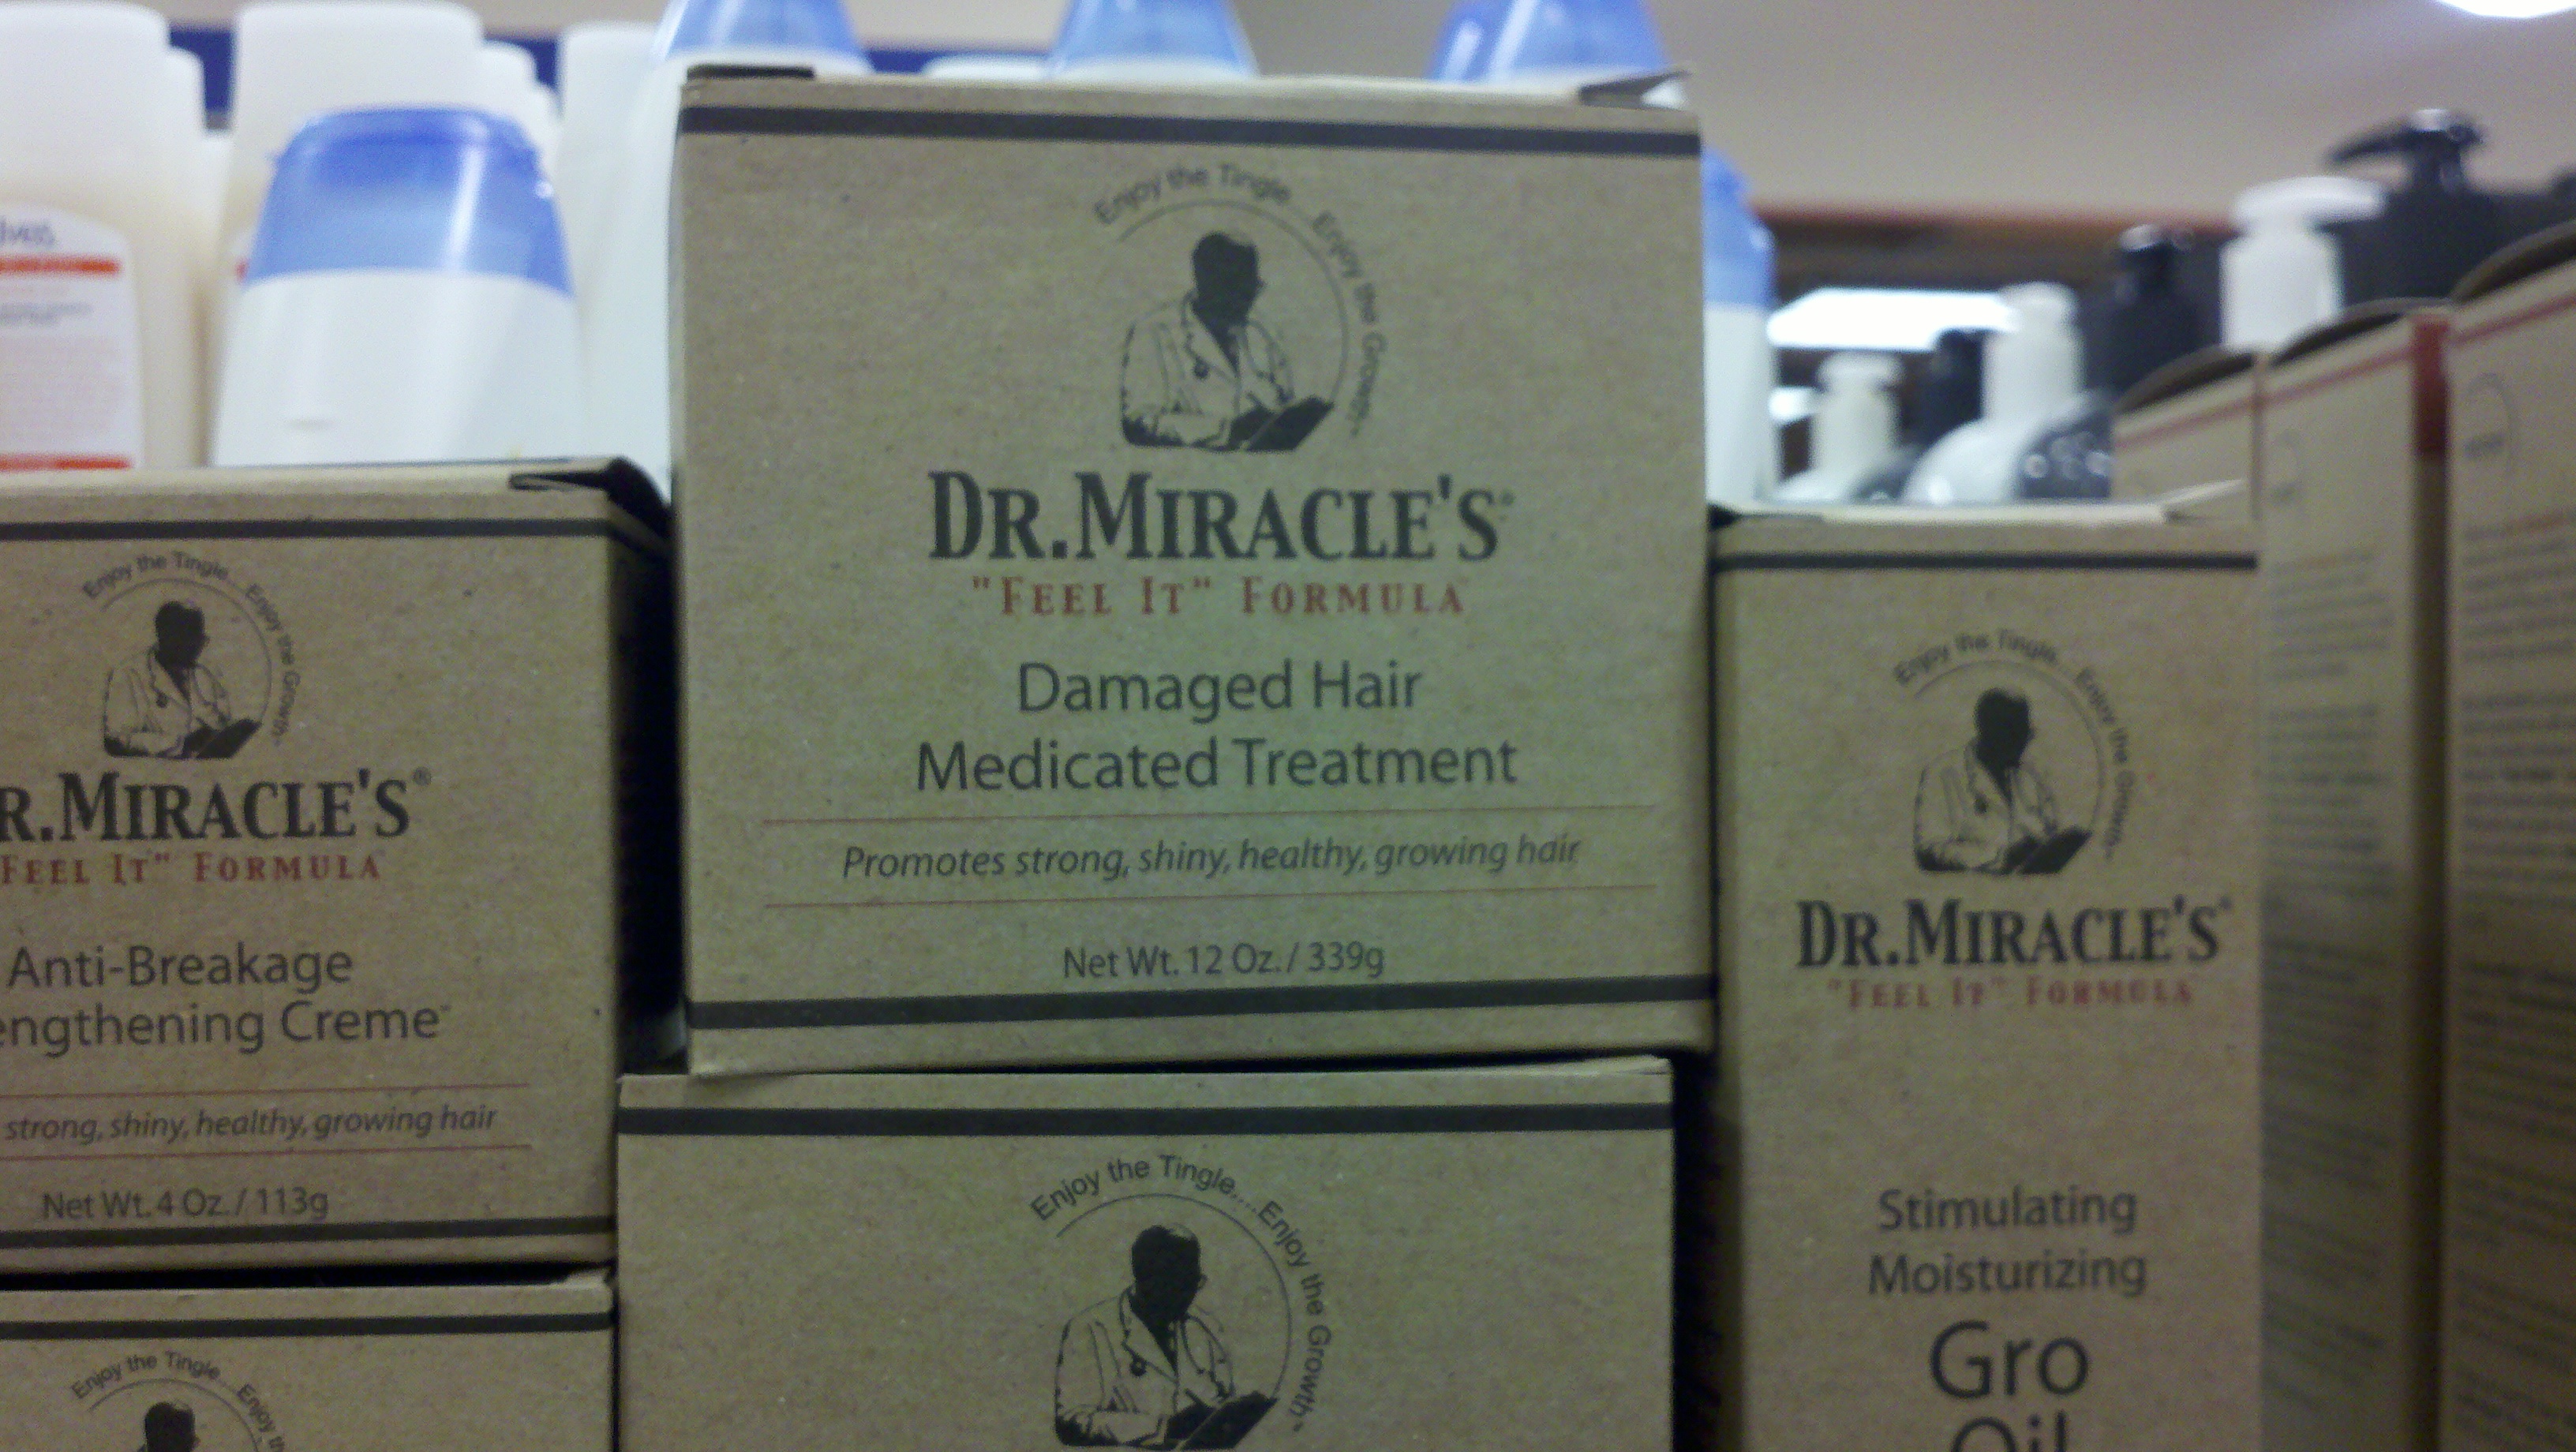 Enjoy the Tingle... Enjoy the Growth
DR.MIRACLE'S®
"FEEL IT" FORMULA
Damaged Hair
Medicated Treatment
Promotes strong, shiny, healthy, growing hair
Net Wt. 12 Oz. / 339g
Enjoy the Tingle... Enjoy the Growth
R.MIRACLE'S®
FEEL IT" FORMULA
Anti-Breakage
engthening Creme
strong, shiny, healthy, growing hair
Net Wt. 4 Oz. / 113g
Enjoy the Tingle... Enjoy the Growth
DR.MIRACLE'S®
"FEEL IT" FORMULA
Stimulating
Moisturizing
Gro
Oil
Enjoy the Tingle.... Enjoy the Growth
Enjoy the Tingle... Enjoy th